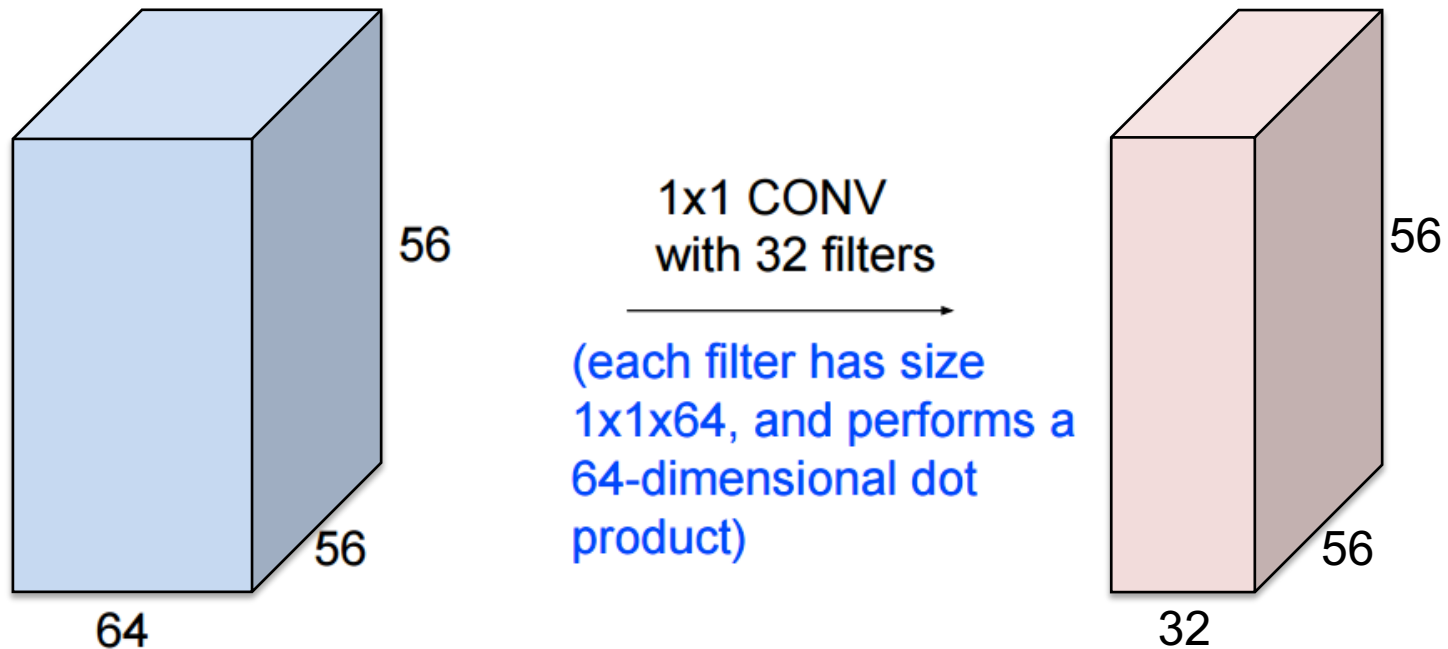 56
56
64
1x1 CONV
with 32 filters
(each filter has size
1x1x64, and performs a
64-dimensional dot
product)
56
56
32